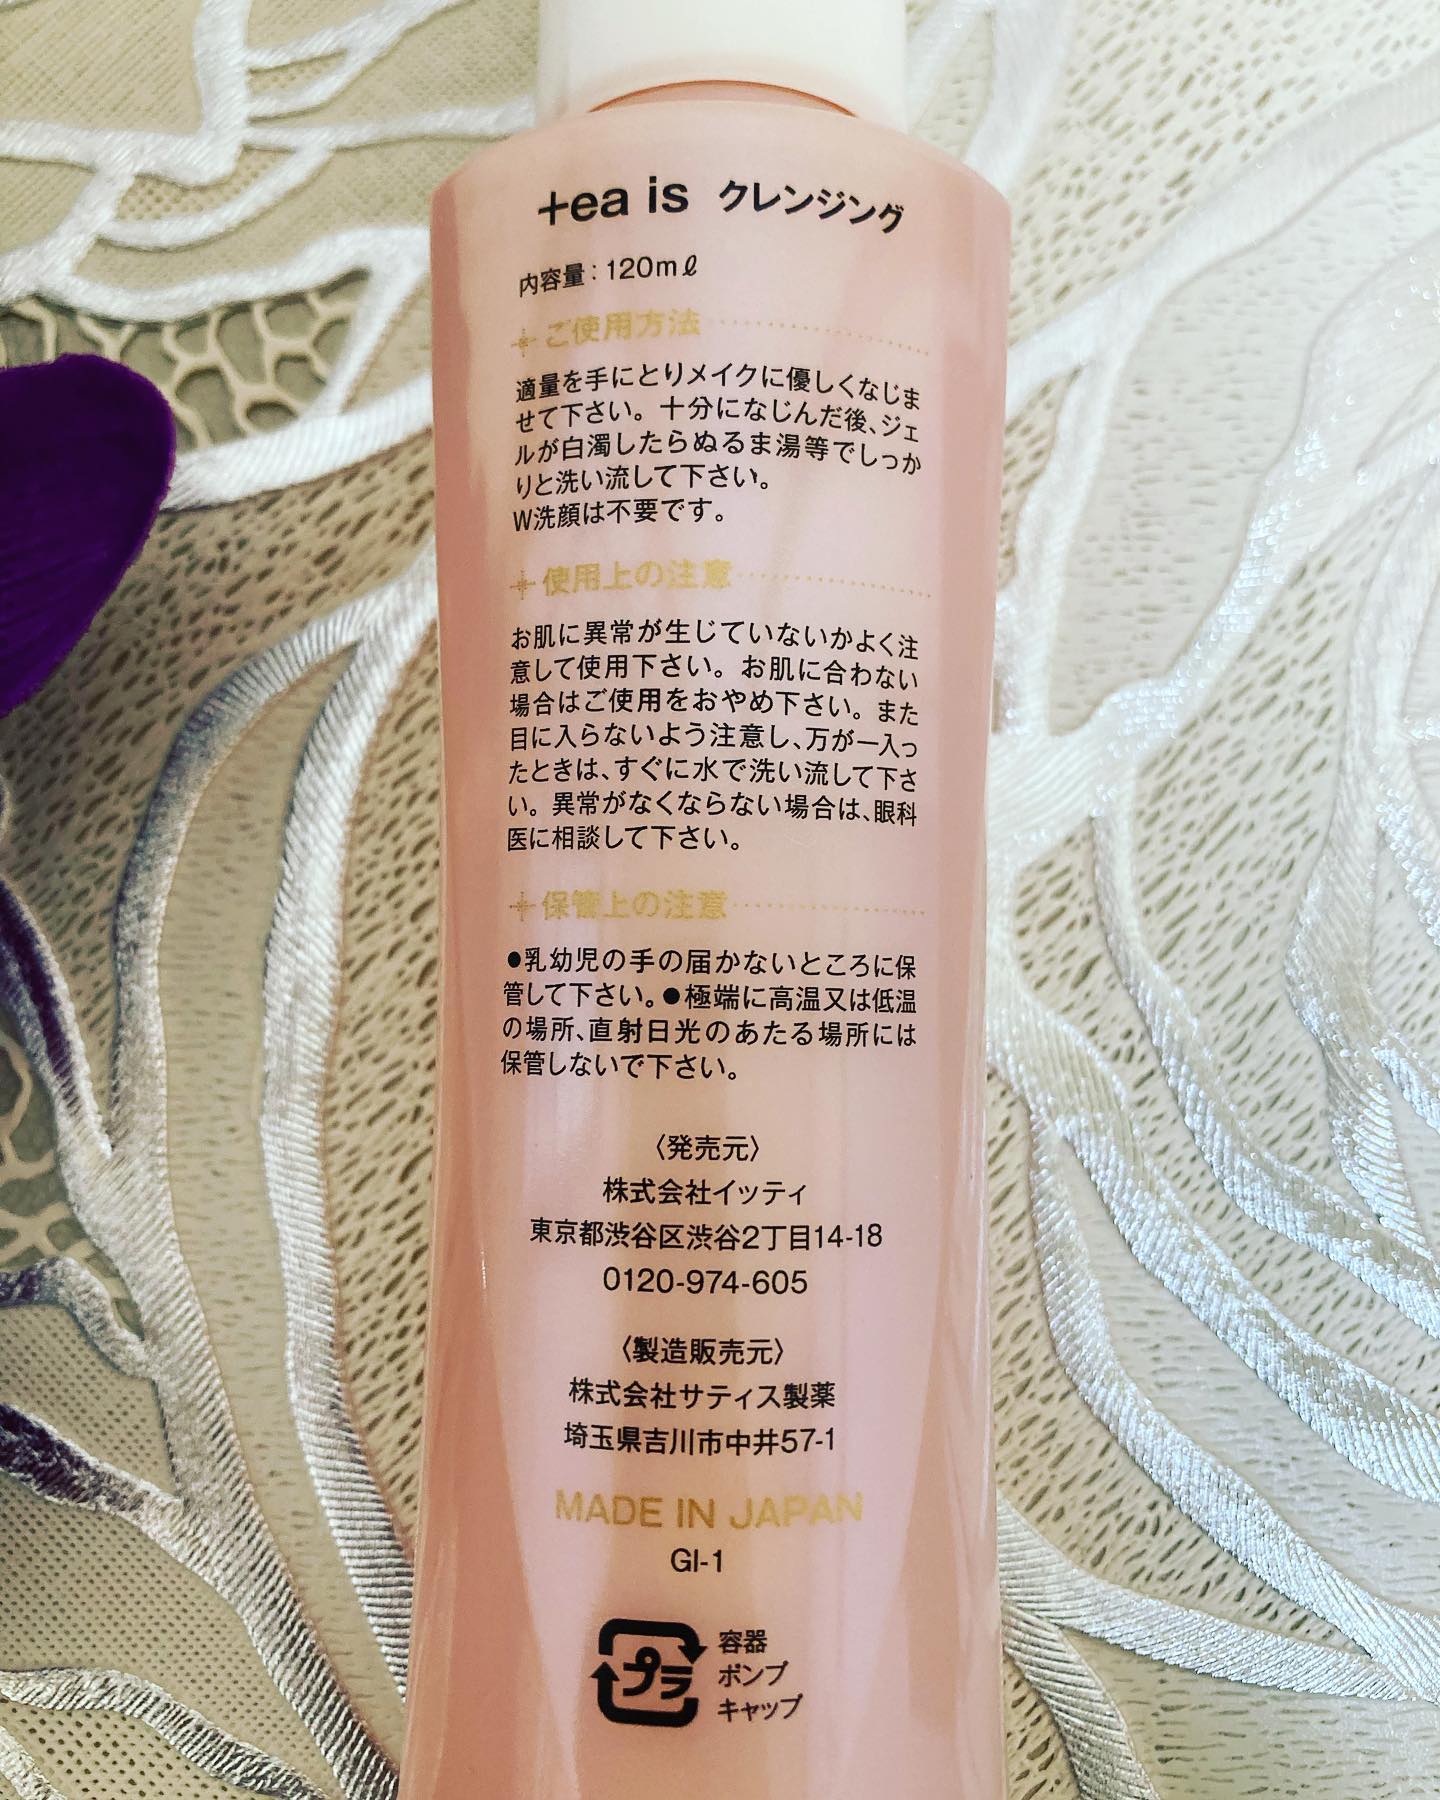 +ea is クレンジング
内容量：120mℓ
ご使用方法
適量を手にとりメイクに優しくなじま
せて下さい。十分になじんだ後、ジェ
ルが白濁したらぬるま湯等でしっか
りと洗い流して下さい。
W洗顔は不要です。
使用上の注意
お肌に異常が生じていないかよく注
意して使用下さい。お肌に合わない
場合はご使用をおやめ下さい。また
目に入らないよう注意し、万が一入っ
たときは、すぐに水で洗い流して下さ
い。異常がなくならない場合は、眼科
医に相談して下さい。
保管上の注意
●乳幼児の手の届かないところに保
管して下さい。●極端に高温又は低温
の場所、直射日光のあたる場所には
保管しないで下さい。
〈発売元〉
株式会社イッティ
東京都渋谷区渋谷2丁目14-18
0120-974-605
〈製造販売元〉
株式会社サティス製薬
埼玉県吉川市中井57-1
MADE IN JAPAN
GI-1
プラ
容器
ポンプ
キャップ